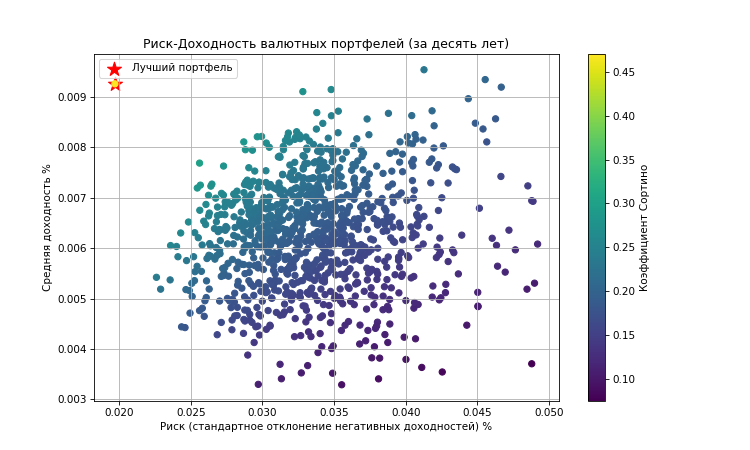 Риск-Доходность валютных портфелей (за десять лет)
Лучший портфель
Средняя доходность %
0.009
0.008
0.007
0.006
0.005
0.004
0.003
0.020 0.025 0.030 0.035 0.040 0.045 0.050
Риск (стандартное отклонение негативных доходностей) %
0.45
0.40
0.35
0.30
0.25
0.20
0.15
0.10
Коэффициент Сортино